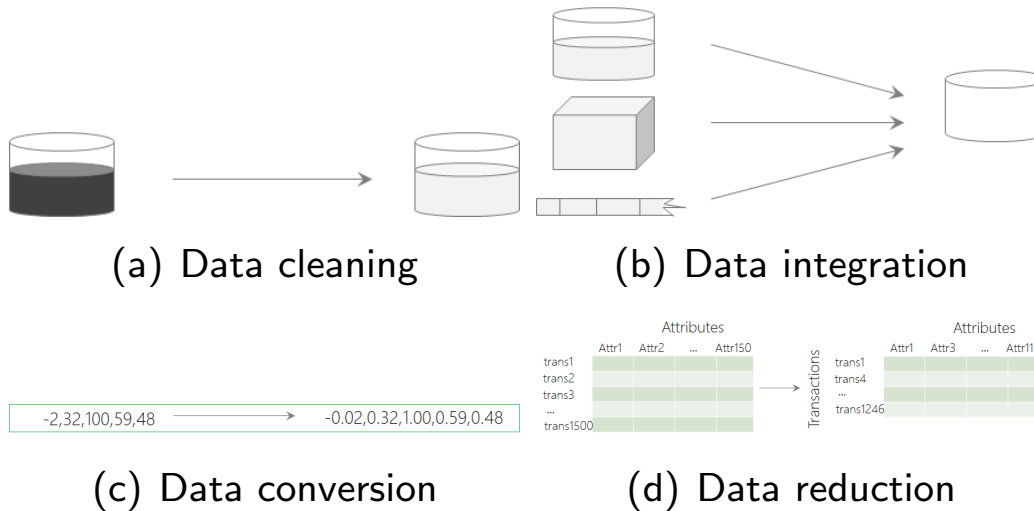 (a) Data cleaning
(b) Data integration
-2,32,100,59,48
-0.02,0.32,1.00,0.59,0.48
(c) Data conversion
Attributes
Attr1 Attr2 ... Attr150
trans1
trans2
trans3
...
trans1500
Transactions
Attributes
Attr1 Attr3 ... Attr11
trans1
trans4
...
trans1246
(d) Data reduction